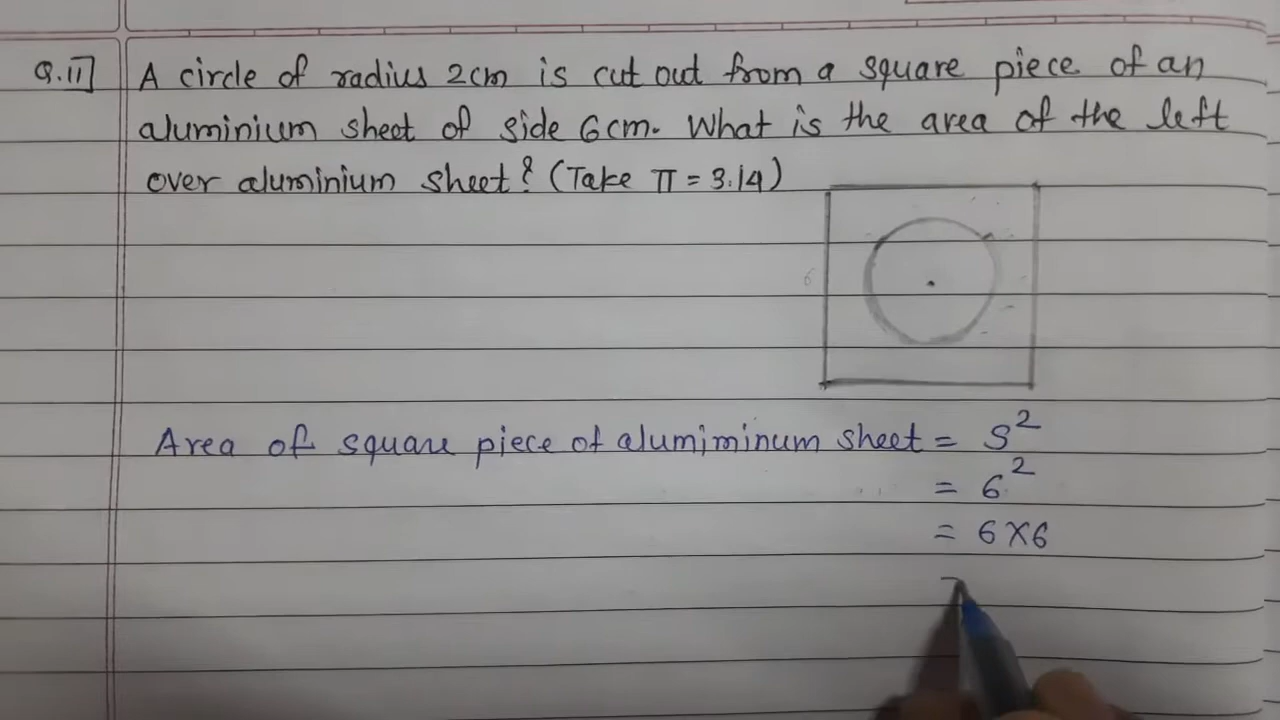 Q.11] A circle of radius 2cm is cut out from a square piece of an
aluminium sheet of side 6cm. What is the area of the left
over aluminium sheet? (Take π = 3.14)
6
Area of square piece of alumiminum sheet = S²
= 6²
= 6×6